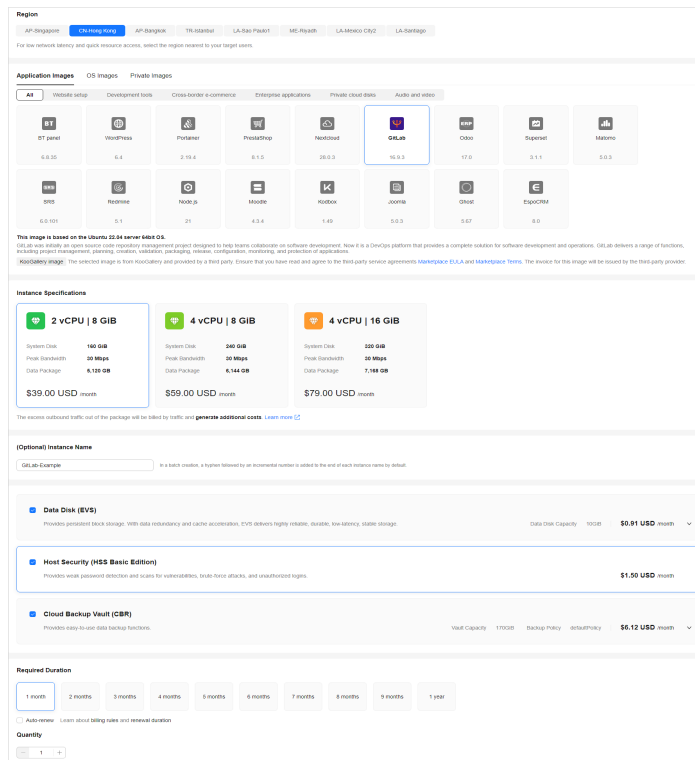 Region
AP-Singapore CN-Hong Kong AP-Bangkok TR-Istanbul LA-Sao Paulo1 ME-Riyadh LA-Mexico City2 LA-Santiago
For low network latency and quick resource access, select the region nearest to your target users.
Application Images OS Images Private Images
All Website setup Development tools Cross-border e-commerce Enterprise applications Private cloud disks Audio and video
BT ERP
BT panel WordPress Portainer PrestaShop Nextcloud GitLab Odoo Superset Matomo
6.8.35 6.4 2.19.4 8.1.5 28.0.3 16.9.3 17.0 3.1.1 5.0.3
SRS Redmine Node.js Moodle Kodbox Joomla Ghost EspoCRM
6.0.101 5.1 21 4.3.4 1.49 5.0.3 5.67 8.0
This image is based on the Ubuntu 22.04 server 64bit OS.
GitLab was initially an open source code repository management project designed to help teams collaborate on software development. Now it is a DevOps platform that provides a complete solution for software development and operations. GitLab delivers a range of functions,
including project management, planning, creation, validation, packaging, release, configuration, monitoring, and protection of applications.
KooGallery image The selected image is from KooGallery and provided by a third party. Ensure that you have read and agree to the third-party service agreements Marketplace EULA and Marketplace Terms. The invoice for this image will be issued by the third-party provider.
Instance Specifications
2 vCPU | 8 GiB 4 vCPU | 8 GiB 4 vCPU | 16 GiB
System Disk 160 GiB System Disk 240 GiB System Disk 320 GiB
Peak Bandwidth 30 Mbps Peak Bandwidth 30 Mbps Peak Bandwidth 30 Mbps
Data Package 5,120 GB Data Package 6,144 GB Data Package 7,168 GB
$39.00 USD /month $59.00 USD /month $79.00 USD /month
The excess outbound traffic out of the package will be billed by traffic and generate additional costs. Learn more
(Optional) Instance Name
GitLab-Example In a batch creation, a hyphen followed by an incremental number is added to the end of each instance name by default.
Data Disk (EVS)
Provides persistent block storage. With data redundancy and cache acceleration, EVS delivers highly reliable, durable, low-latency, stable storage. Data Disk Capacity 10GiB $0.91 USD /month
Host Security (HSS Basic Edition)
Provides weak password detection and scans for vulnerabilities, brute-force attacks, and unauthorized logins. $1.50 USD /month
Cloud Backup Vault (CBR)
Provides easy-to-use data backup functions. Vault Capacity 170GiB Backup Policy defaultPolicy $6.12 USD /month
Required Duration
1 month 2 months 3 months 4 months 5 months 6 months 7 months 8 months 9 months 1 year
Auto-renew Learn about billing rules and renewal duration
Quantity
− 1 +